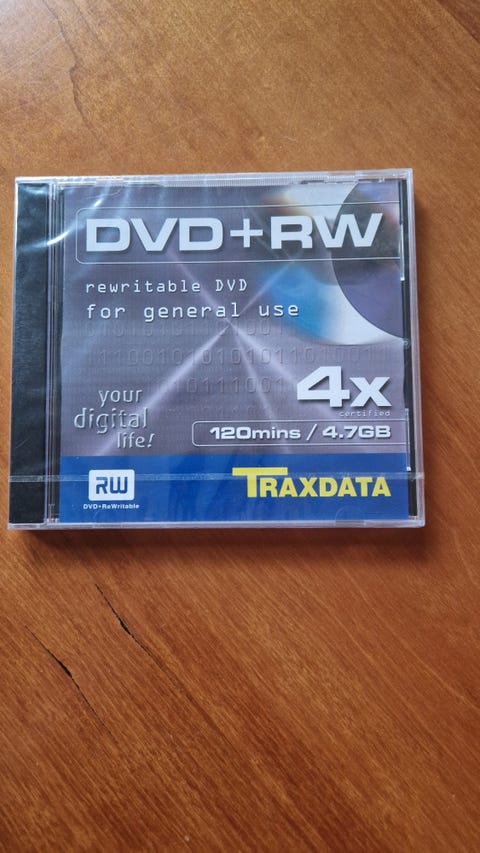 DVD+RW
rewritable DVD
for general use
your
digital
life!
4x
certified
120mins / 4.7GB
RW
DVD+ReWritable
TRAXDATA